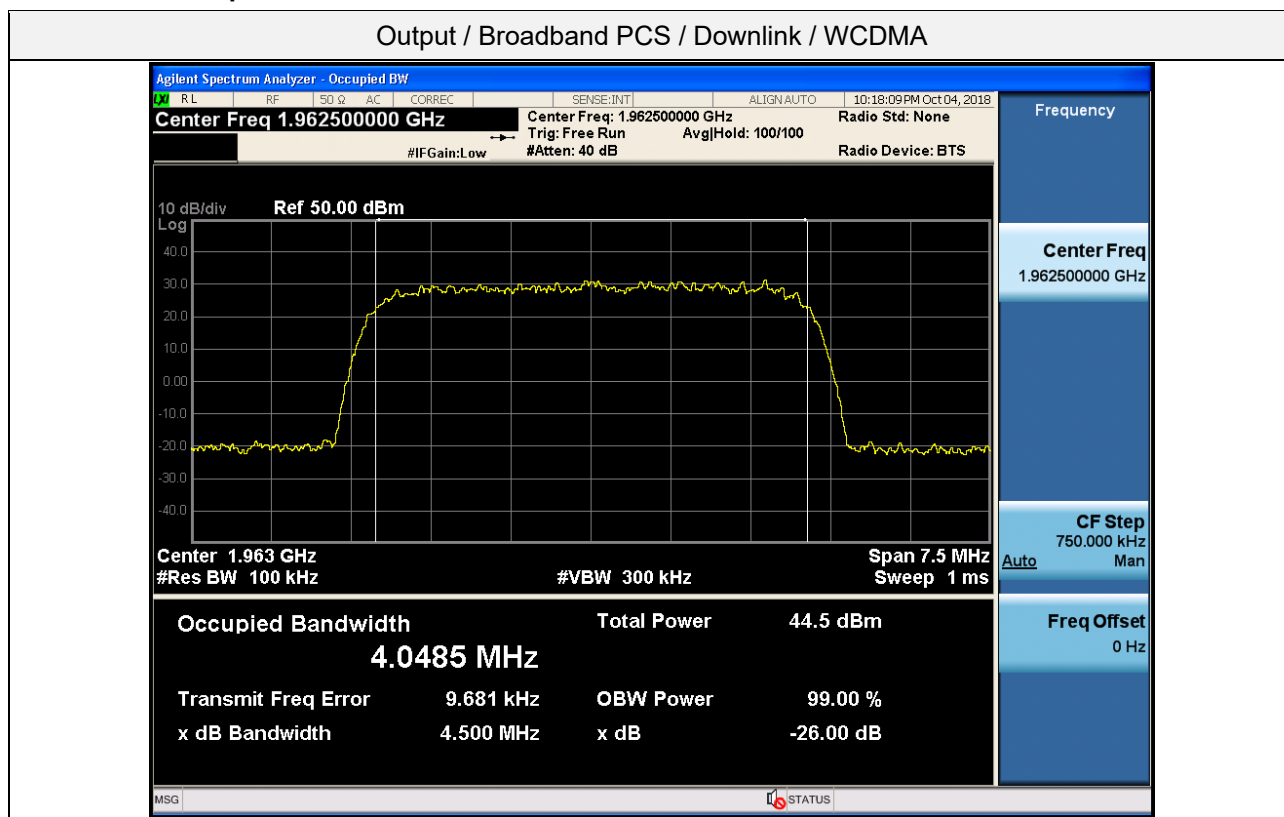 Output / Broadband PCS / Downlink / WCDMA
Agilent Spectrum Analyzer - Occupied BW
LXI RL RF 50 Ω AC CORREC SENSE:INT ALIGN AUTO 10:18:09 PM Oct 04, 2018
Center Freq 1.962500000 GHz Center Freq: 1.962500000 GHz Radio Std: None
Trig: Free Run Avg|Hold: 100/100
#IFGain:Low #Atten: 40 dB Radio Device: BTS
Frequency
10 dB/div Ref 50.00 dBm
Log
40.0
30.0
20.0
10.0
0.00
-10.0
-20.0
-30.0
-40.0
Center 1.963 GHz Span 7.5 MHz
#Res BW 100 kHz #VBW 300 kHz Sweep 1 ms
Occupied Bandwidth Total Power 44.5 dBm
4.0485 MHz
Transmit Freq Error 9.681 kHz OBW Power 99.00 %
x dB Bandwidth 4.500 MHz x dB -26.00 dB
Center Freq
1.962500000 GHz
CF Step
750.000 kHz
Auto Man
Freq Offset
0 Hz
MSG STATUS